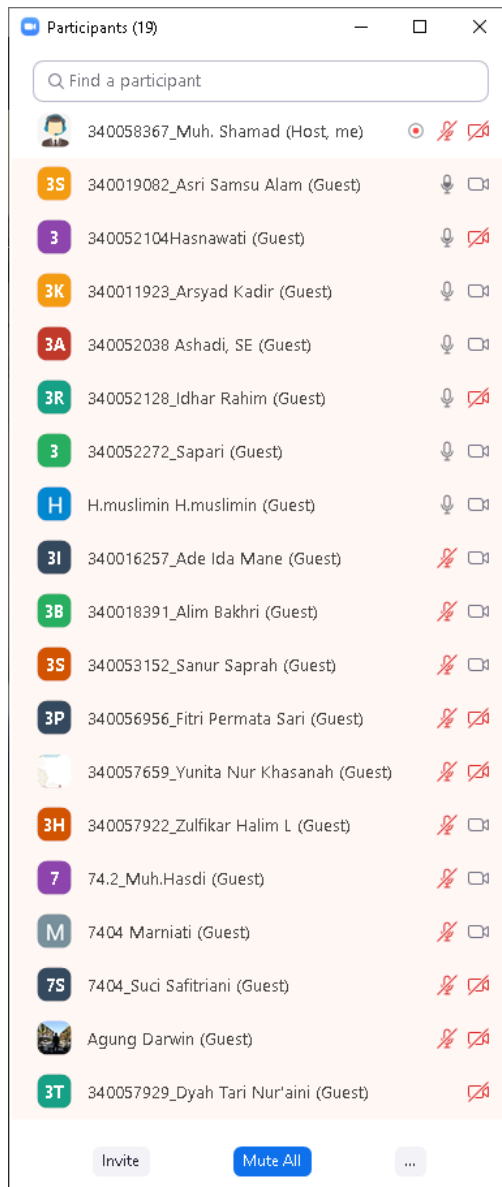 Participants (19)
Find a participant
340058367_Muh. Shamad (Host, me)
3S 340019082_Asri Samsu Alam (Guest)
3 340052104Hasnawati (Guest)
3K 340011923_Arsyad Kadir (Guest)
3A 340052038 Ashadi, SE (Guest)
3R 340052128_Idhar Rahim (Guest)
3 340052272_Sapari (Guest)
H H.muslimin H.muslimin (Guest)
3I 340016257_Ade Ida Mane (Guest)
3B 340018391_Alim Bakhri (Guest)
3S 340053152_Sanur Saprah (Guest)
3P 340056956_Fitri Permata Sari (Guest)
340057659_Yunita Nur Khasanah (Guest)
3H 340057922_Zulfikar Halim L (Guest)
7 74.2_Muh.Hasdi (Guest)
M 7404 Marniati (Guest)
7S 7404_Suci Safitriani (Guest)
Agung Darwin (Guest)
3T 340057929_Dyah Tari Nur'aini (Guest)
Invite Mute All ...